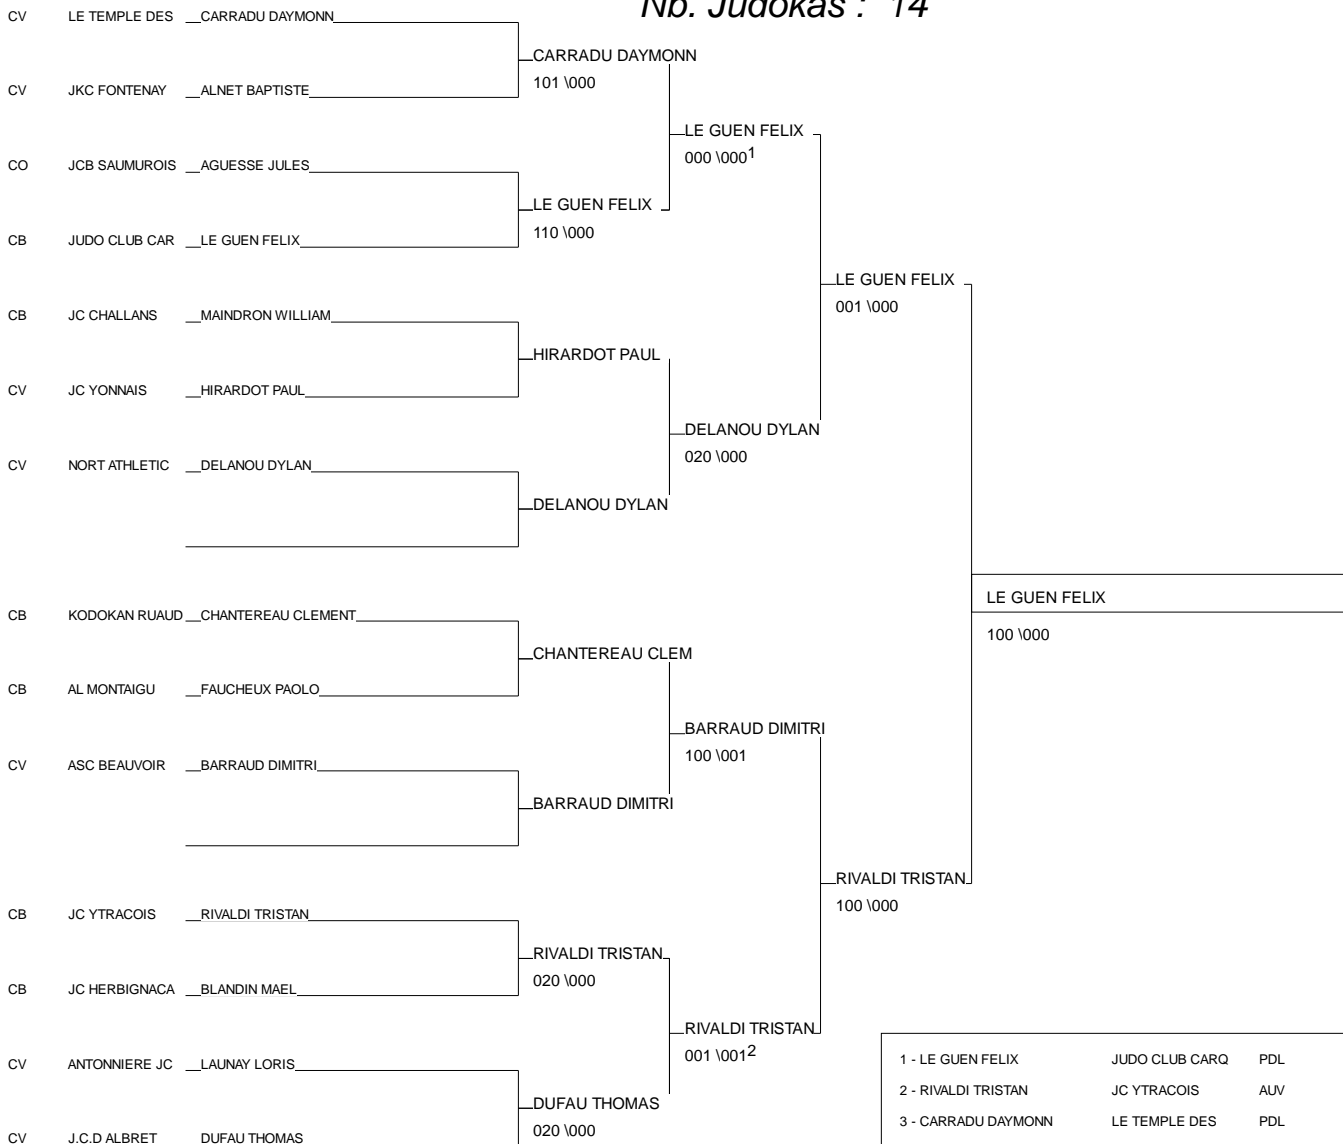 Nb. Judokas : 14
CV LE TEMPLE DES CARRADU DAYMONN
CARRADU DAYMONN
101 \000
CV JKC FONTENAY ALNET BAPTISTE
LE GUEN FELIX
000 \000 1
CO JCB SAUMUROIS AGUESSE JULES
LE GUEN FELIX
110 \000
CB JUDO CLUB CAR LE GUEN FELIX
LE GUEN FELIX
001 \000
CB JC CHALLANS MAINDRON WILLIAM
HIRARDOT PAUL
CV JC YONNAIS HIRARDOT PAUL
DELANOU DYLAN
020 \000
CV NORT ATHLETIC DELANOU DYLAN
DELANOU DYLAN
LE GUEN FELIX
100 \000
CB KODOKAN RUAUD CHANTEREAU CLEMENT
CHANTEREAU CLEM
CB AL MONTAIGU FAUCHEUX PAOLO
BARRAUD DIMITRI
100 \001
CV ASC BEAUVOIR BARRAUD DIMITRI
BARRAUD DIMITRI
RIVALDI TRISTAN
100 \000
CB JC YTRACOIS RIVALDI TRISTAN
RIVALDI TRISTAN
020 \000
CB JC HERBIGNACA BLANDIN MAEL
RIVALDI TRISTAN
001 \001 2
CV ANTONNIERE JC LAUNAY LORIS
DUFAU THOMAS
020 \000
CV J.C.D ALBRET DUFAU THOMAS
1 - LE GUEN FELIX JUDO CLUB CARQ PDL
2 - RIVALDI TRISTAN JC YTRACOIS AUV
3 - CARRADU DAYMONN LE TEMPLE DES PDL